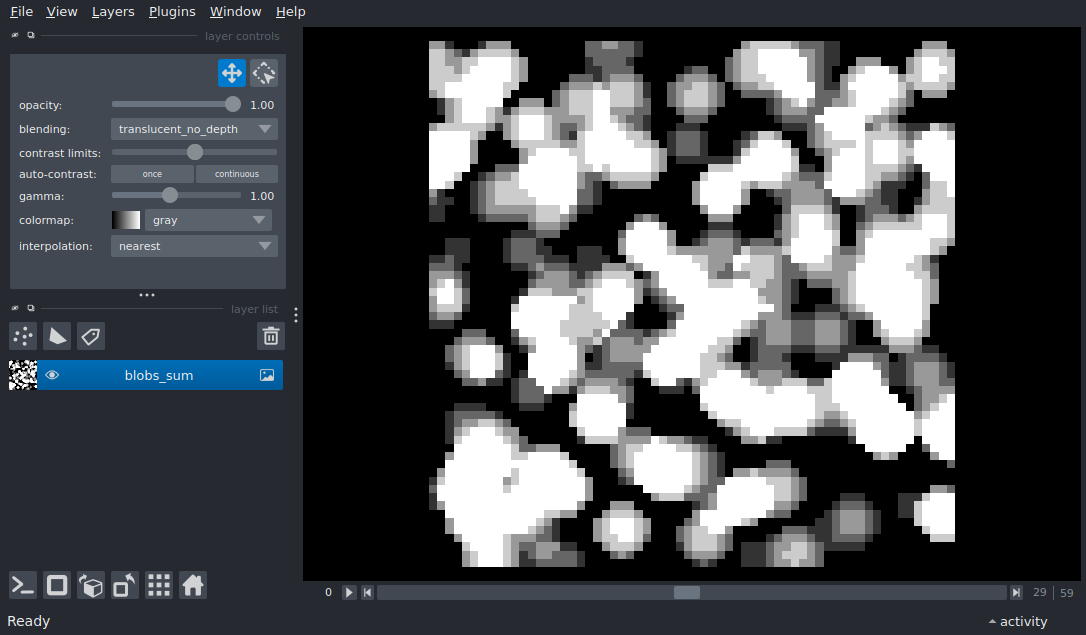 File View Layers Plugins Window Help
layer controls
opacity: 1.00
blending: translucent_no_depth
contrast limits:
auto-contrast: once continuous
gamma: 1.00
colormap: gray
interpolation: nearest
layer list
blobs_sum
0 29 59
Ready activity